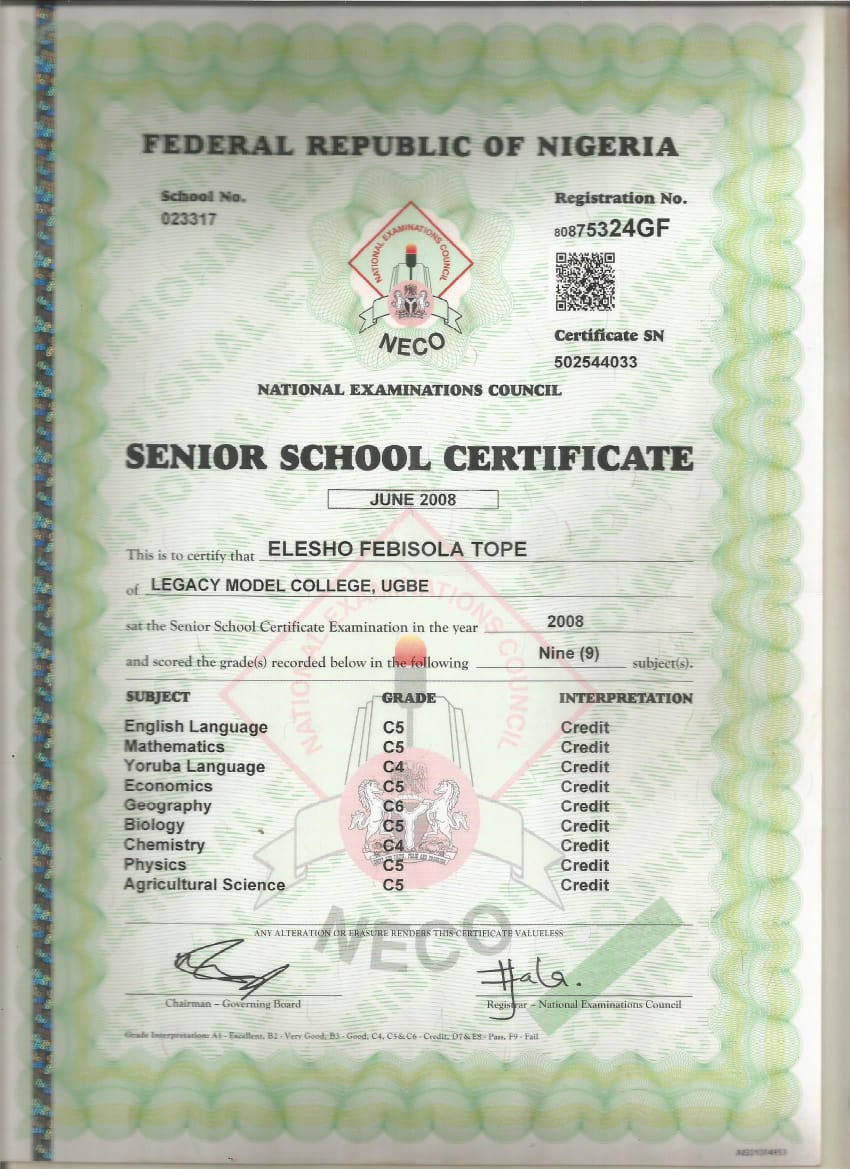 FEDERAL REPUBLIC OF NIGERIA
School No.
023317
Registration No.
80875324GF
NATIONAL EXAMINATIONS COUNCIL
NECO
Certificate SN
502544033
NATIONAL EXAMINATIONS COUNCIL
SENIOR SCHOOL CERTIFICATE
JUNE 2008
This is to certify that ELESHO FEBISOLA TOPE
of LEGACY MODEL COLLEGE, UGBE
sat the Senior School Certificate Examination in the year 2008
and scored the grade(s) recorded below in the following Nine (9) subject(s).
SUBJECT GRADE INTERPRETATION
English Language C5 Credit
Mathematics C5 Credit
Yoruba Language C4 Credit
Economics C5 Credit
Geography C6 Credit
Biology C5 Credit
Chemistry C4 Credit
Physics C5 Credit
Agricultural Science C5 Credit
NATIONAL EXAMINATIONS COUNCIL
NECO
ANY ALTERATION OR ERASURE RENDERS THIS CERTIFICATE VALUELESS
Chairman – Governing Board
Registrar – National Examinations Council
Grade Interpretation: A1 - Excellent, B2 - Very Good, B3 - Good, C4, C5 & C6 - Credit, D7 & E8 - Pass, F9 - Fail